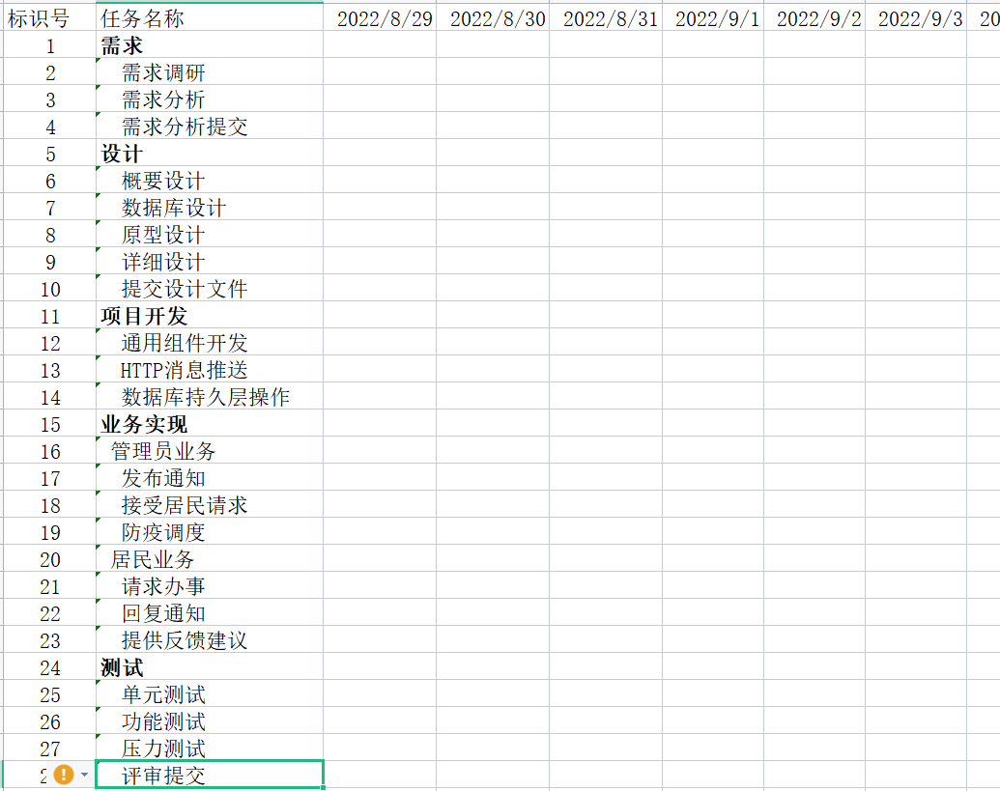 标识号 任务名称 2022/8/29 2022/8/30 2022/8/31 2022/9/1 2022/9/2 2022/9/3 20
1 需求
2 需求调研
3 需求分析
4 需求分析提交
5 设计
6 概要设计
7 数据库设计
8 原型设计
9 详细设计
10 提交设计文件
11 项目开发
12 通用组件开发
13 HTTP消息推送
14 数据库持久层操作
15 业务实现
16 管理员业务
17 发布通知
18 接受居民请求
19 防疫调度
20 居民业务
21 请求办事
22 回复通知
23 提供反馈建议
24 测试
25 单元测试
26 功能测试
27 压力测试
2 评审提交